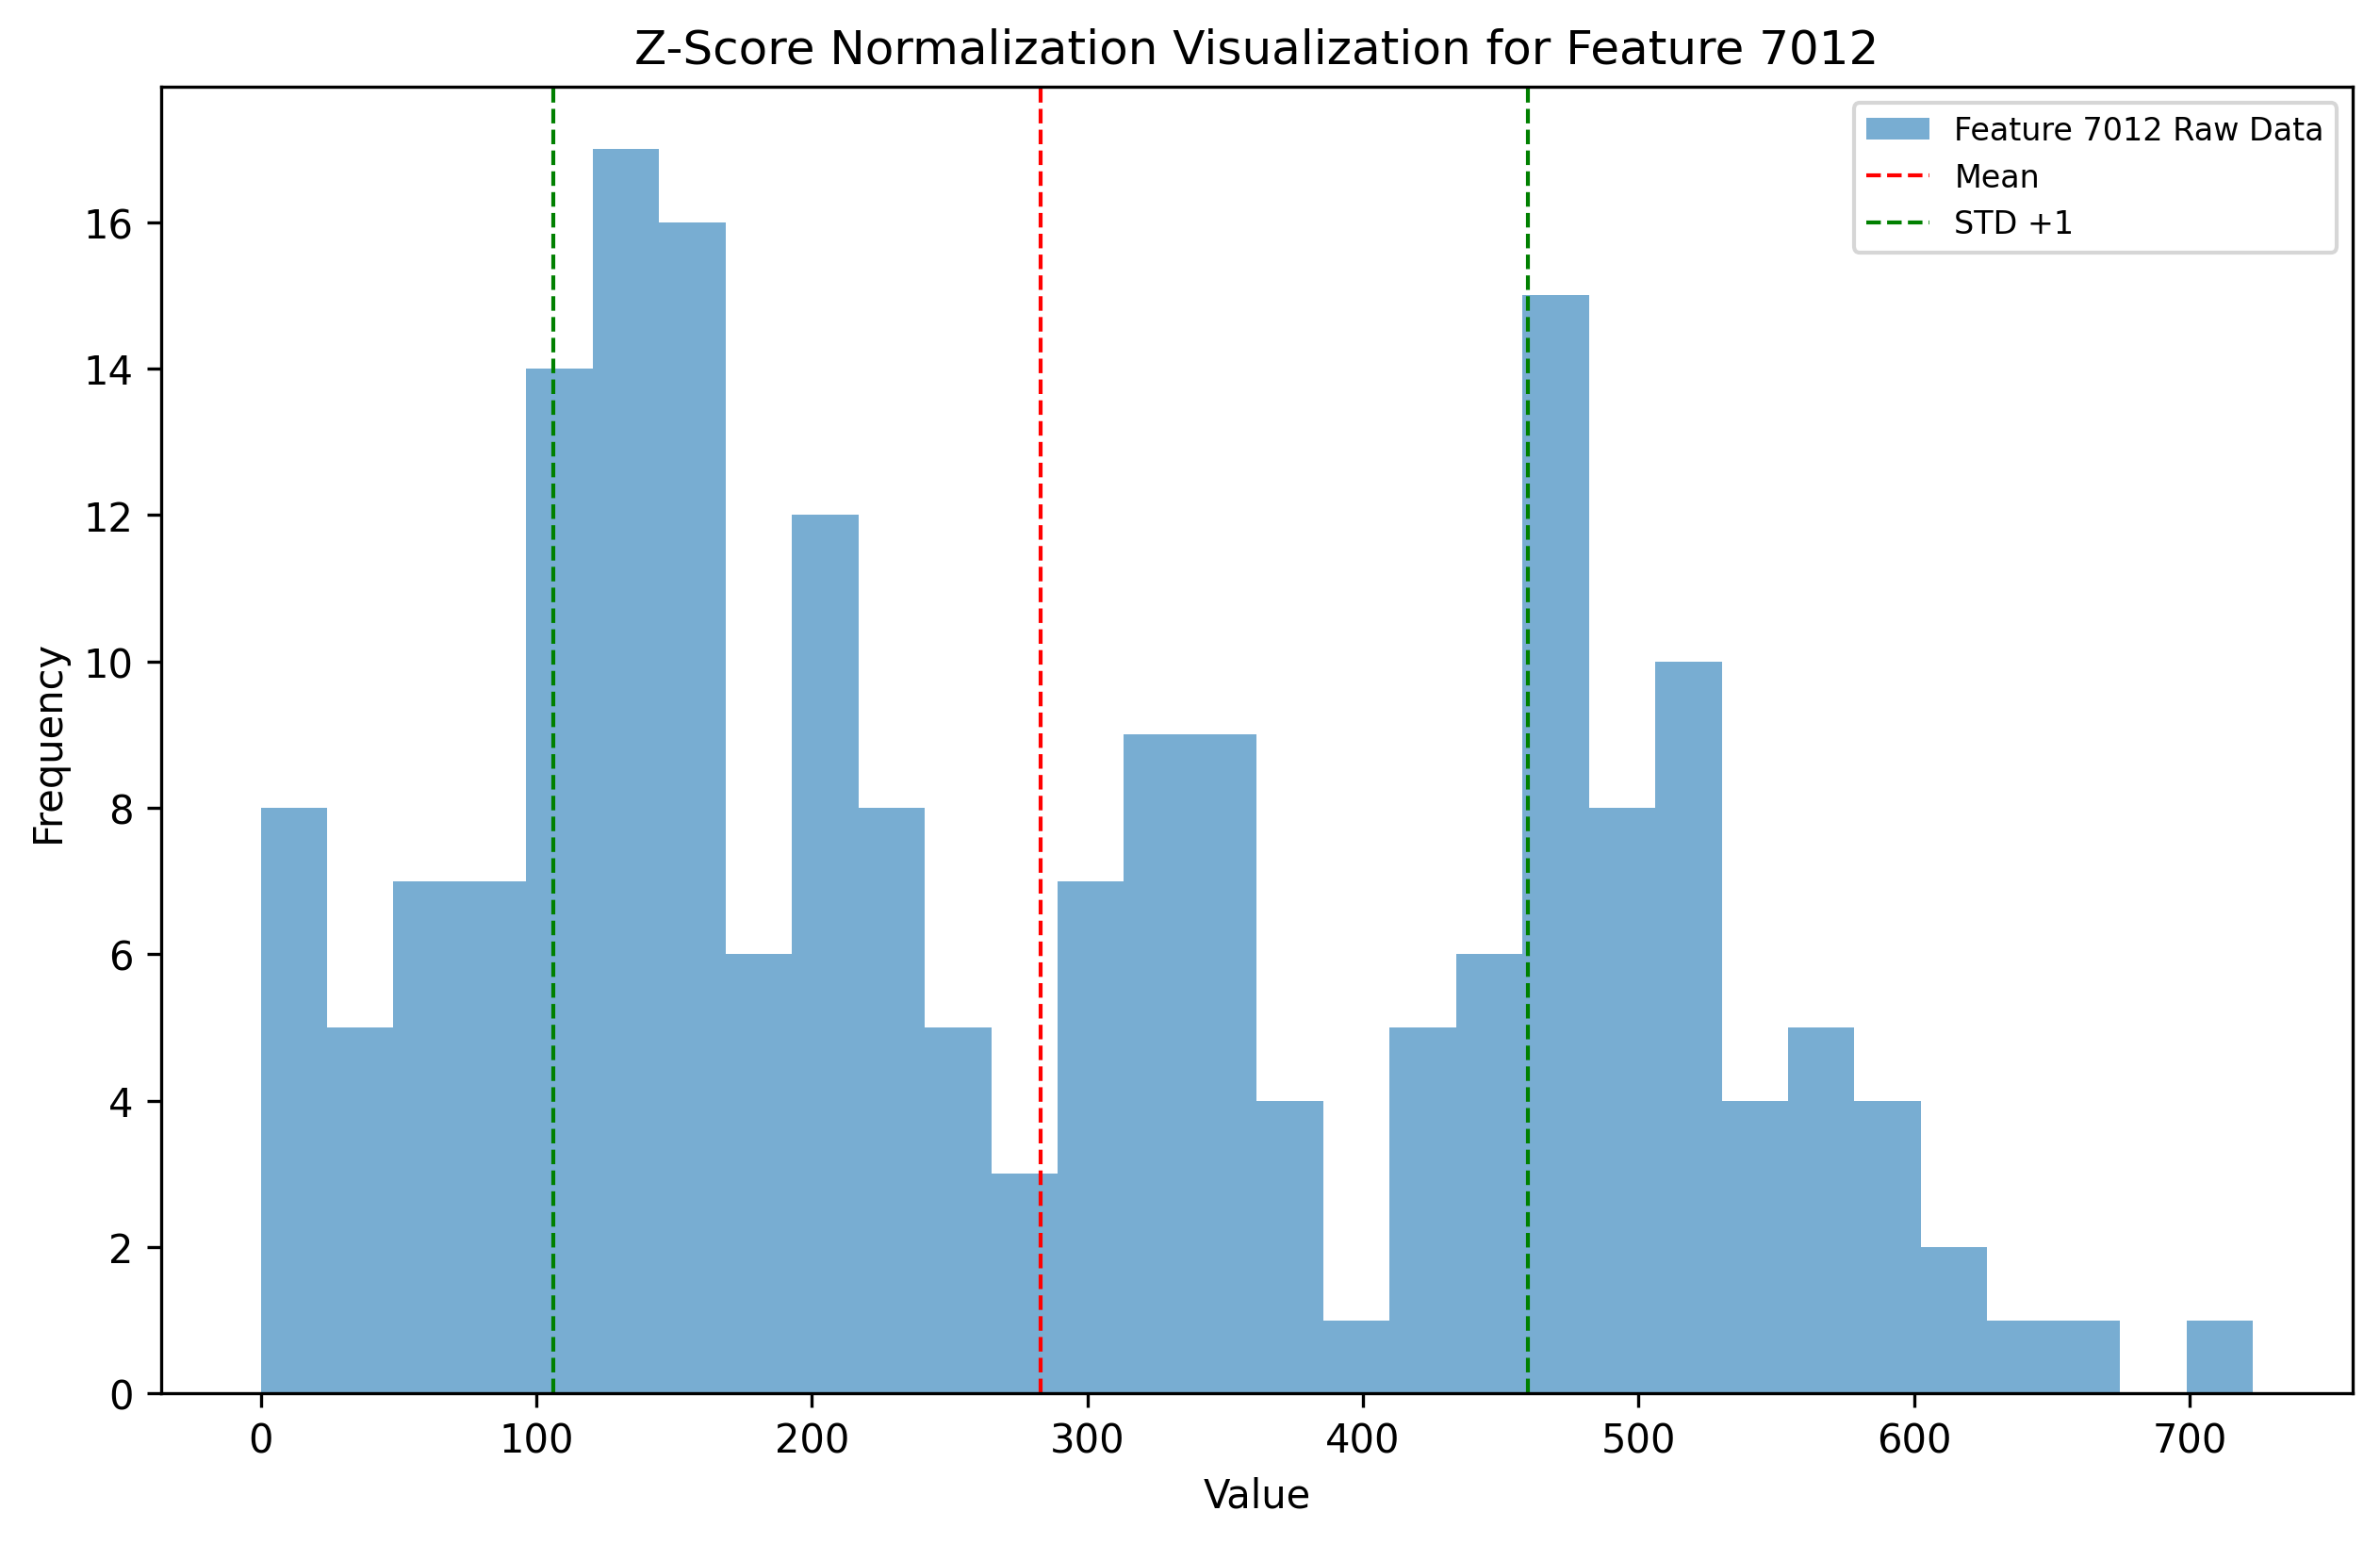 Z-Score Normalization Visualization for Feature 7012
Feature 7012 Raw Data
Mean
STD +1
16
14
12
10
8
6
4
2
0
Frequency
0 100 200 300 400 500 600 700
Value